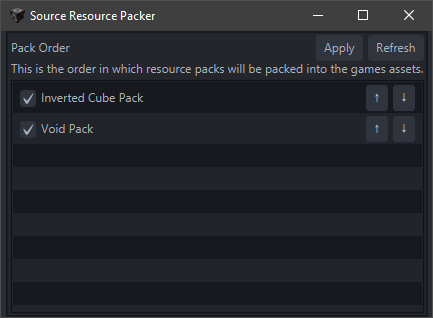 Source Resource Packer
Pack Order
Apply
Refresh
This is the order in which resource packs will be packed into the games assets.
Inverted Cube Pack
↑
↓
Void Pack
↑
↓